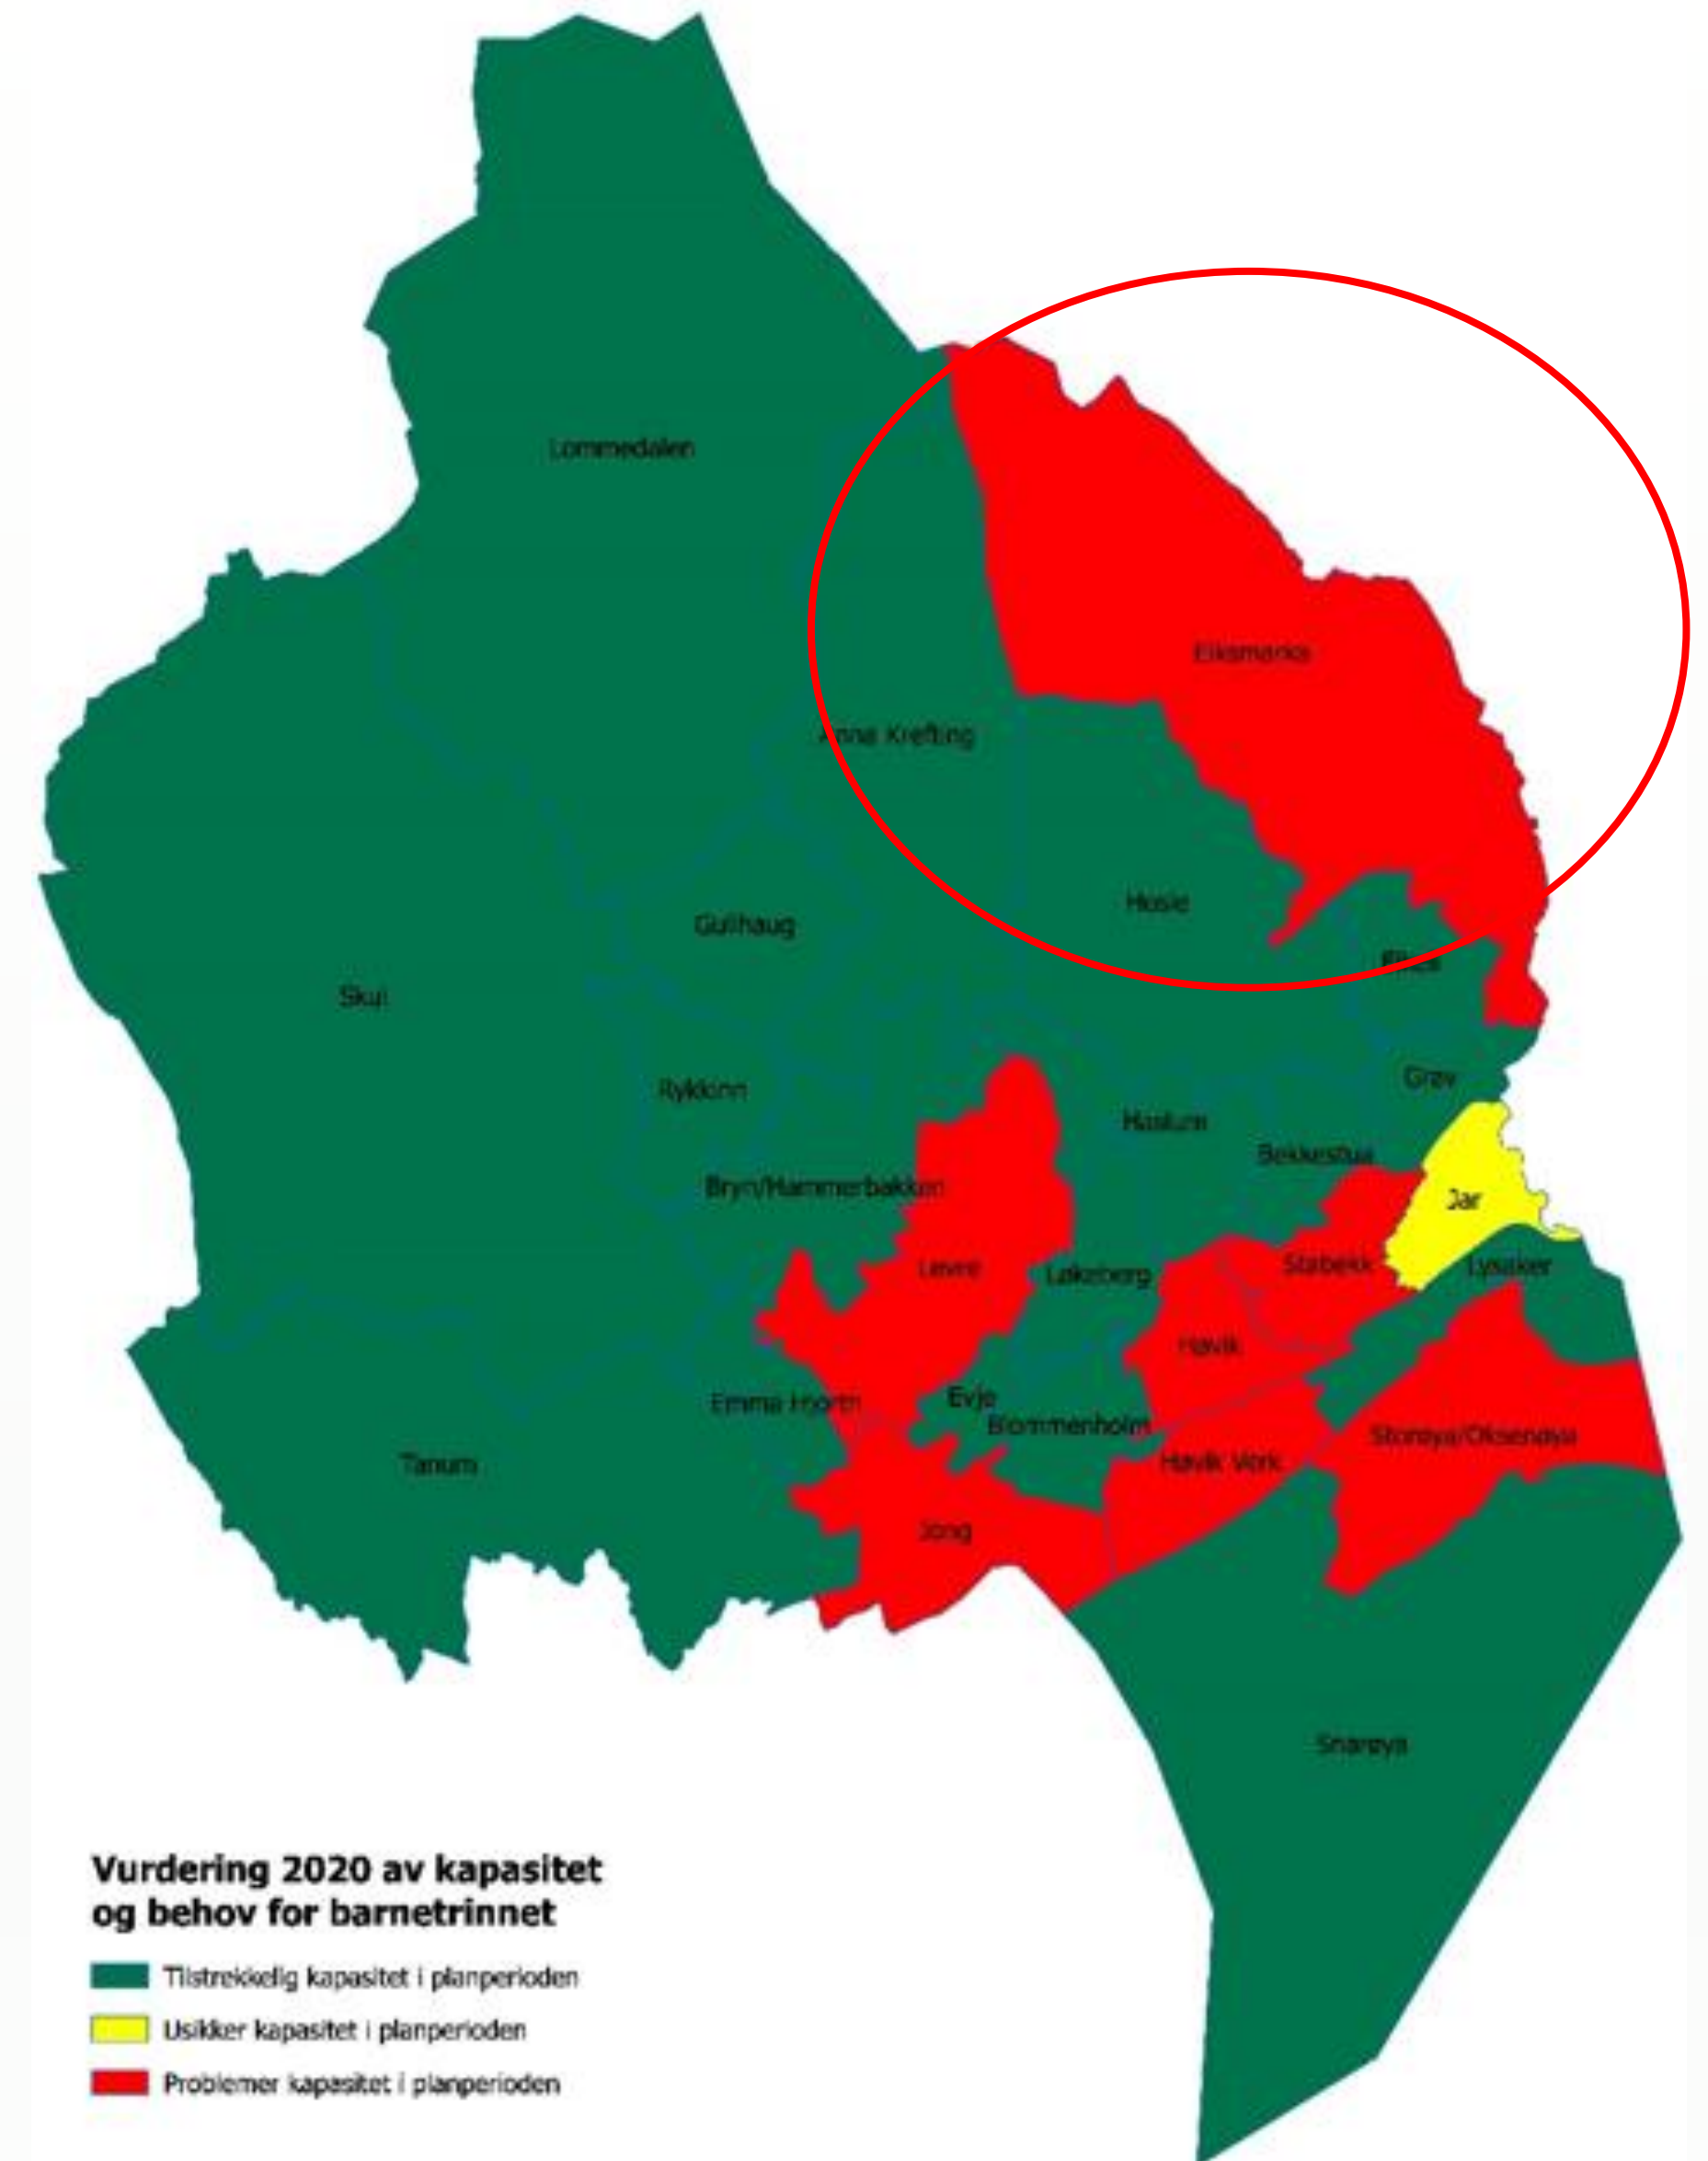 Lommedalen
Eiksmarka
Anna Krefting
Hosle
Gullhaug
Eikeli
Skui
Grav
Rykkinn
Haslum
Bekkestua
Bryn/Hammerbakken
Jar
Levre
Løkeberg
Stabekk
Lysaker
Høvik
Emma Hjorth
Evje
Blommenholm
Storøya/Oksenøya
Tanum
Høvik Verk
Jong
Snarøya
Vurdering 2020 av kapasitet
og behov for barnetrinnet
Tilstrekkelig kapasitet i planperioden
Usikker kapasitet i planperioden
Problemer kapasitet i planperioden